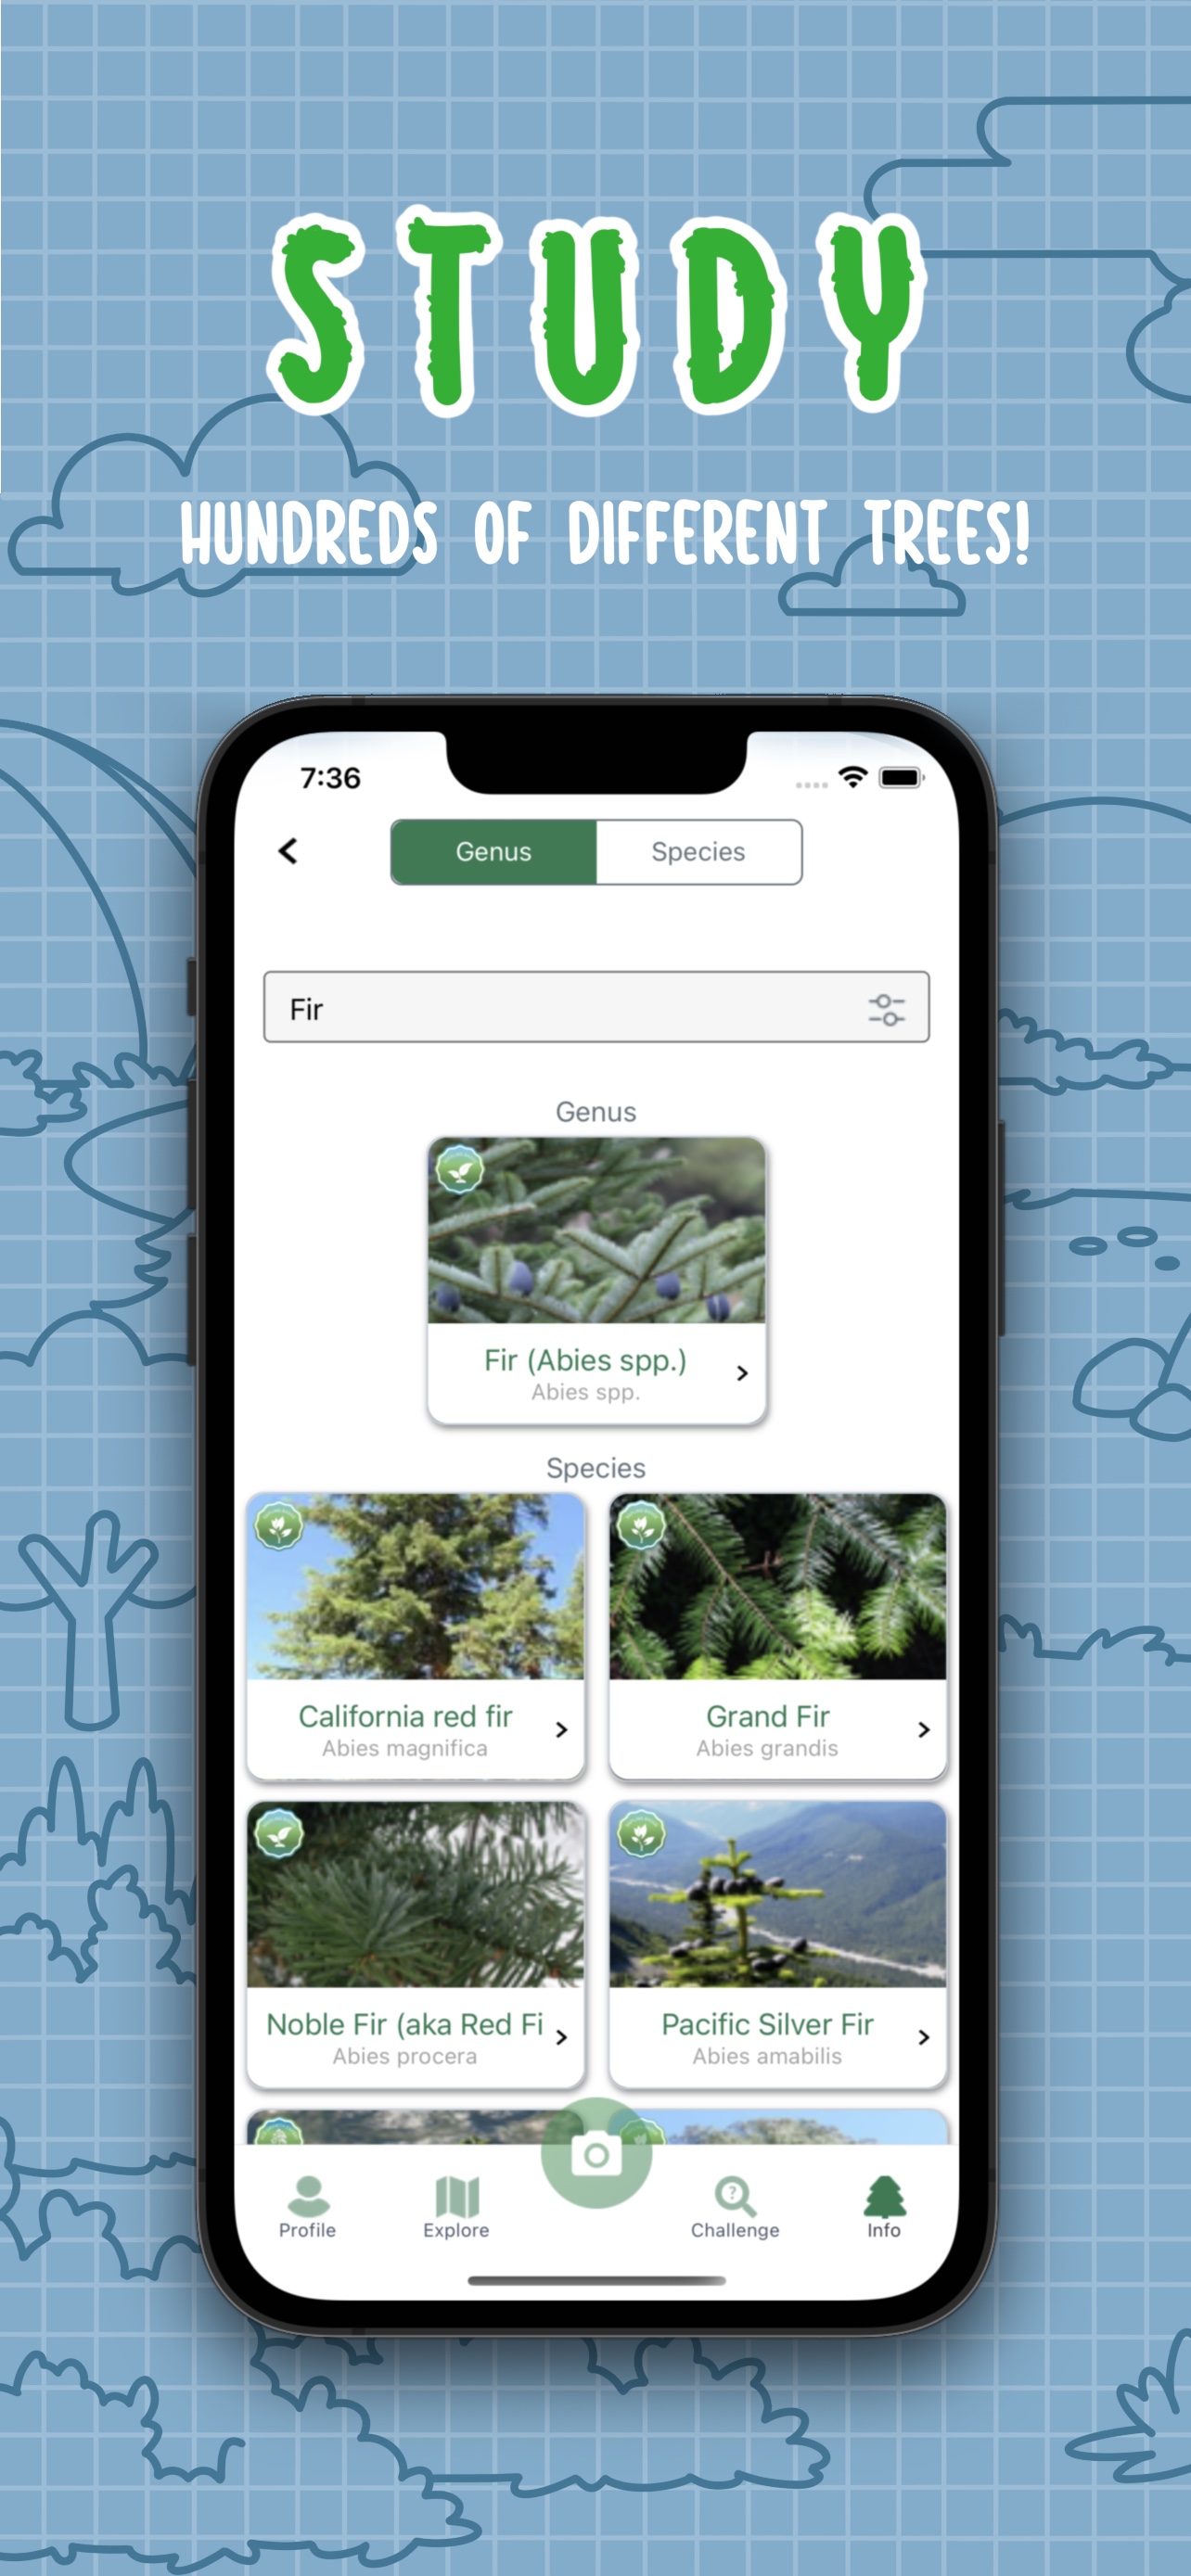 STUDY
HUNDREDS OF DIFFERENT TREES!
7:36
Genus Species
Fir
Genus
Fir (Abies spp.)
Abies spp.
Species
California red fir
Abies magnifica
Grand Fir
Abies grandis
Noble Fir (aka Red Fi
Abies procera
Pacific Silver Fir
Abies amabilis
Profile Explore Challenge Info